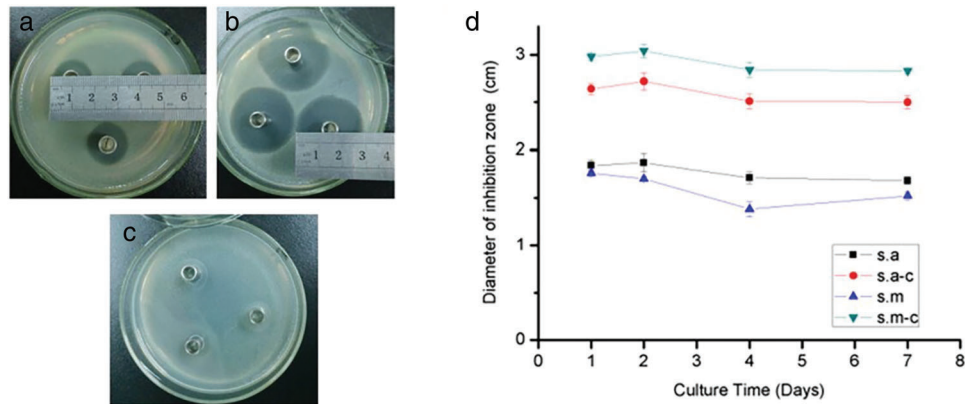 a
1 2 3 4 5 6
b
1 2 3 4
c
d
Diameter of inhibition zone (cm)
3
2
1
0
s.a
s.a-c
s.m
s.m-c
0 1 2 3 4 5 6 7 8
Culture Time (Days)